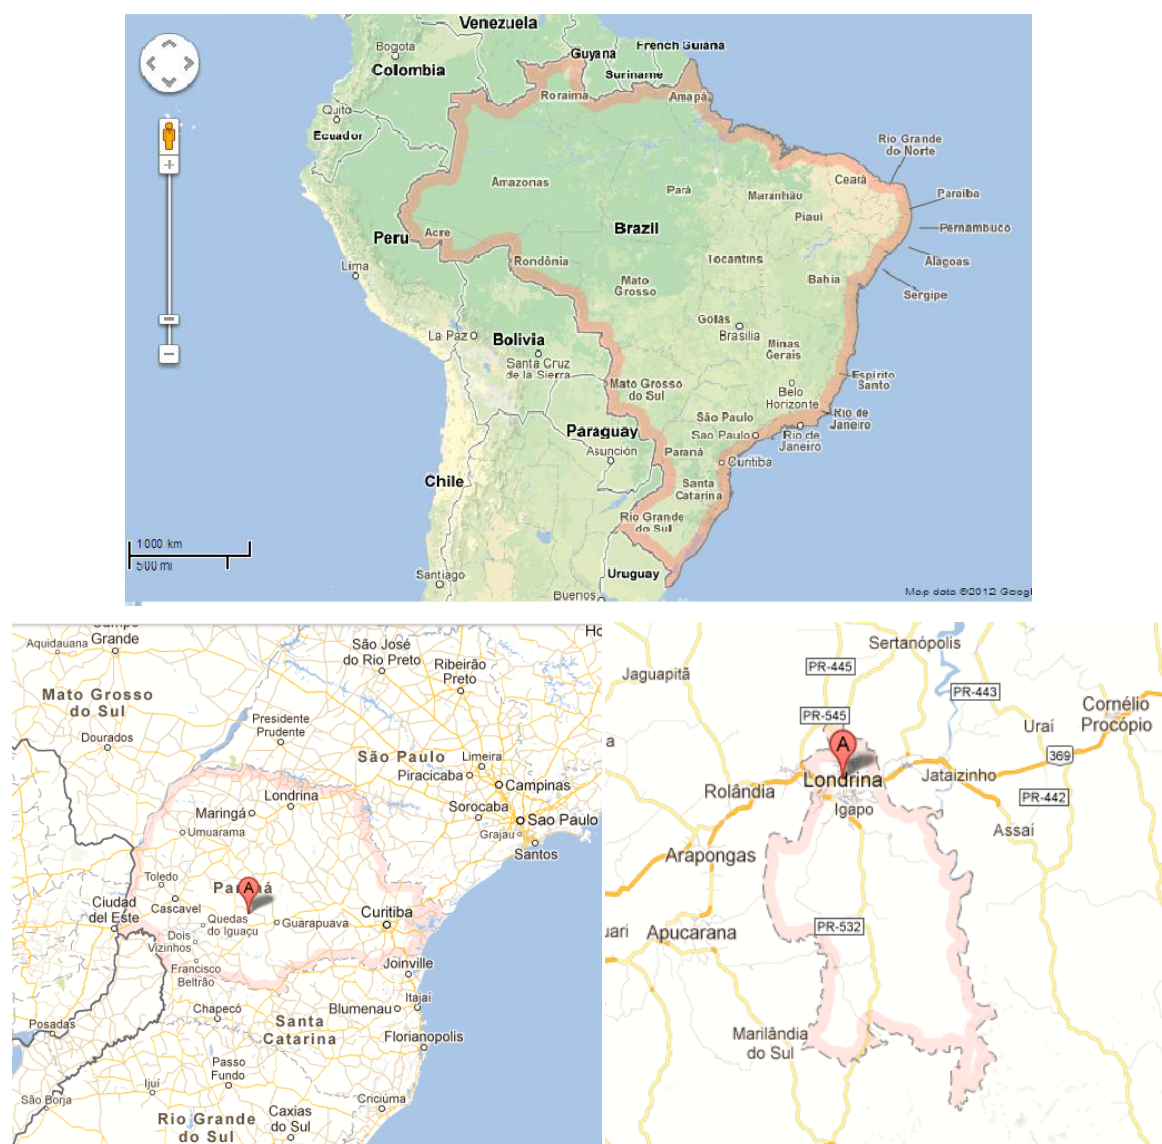 Venezuela
Bogota
Colombia
Guyana
French Guiana
Suriname
Roraima
Amapá
Quito
Ecuador
Rio Grande
do Norte
Ceará
Amazonas
Pará
Maranhão
Paraíba
Piauí
Pernambuco
Brazil
Peru
Acre
Rondônia
Tocantins
Alagoas
Lima
Mato
Grosso
Bahia
Sergipe
Goiás
Brasilia
La Paz
Bolivia
Minas
Gerais
Santa Cruz
de la Sierra
Espírito
Santo
Mato Grosso
do Sul
Belo
Horizonte
Rio de
Janeiro
São Paulo
Sao Paulo
Rio de
Janeiro
Paraguay
Asunción
Paraná
Curitiba
Chile
Santa
Catarina
Rio Grande
do Sul
1000 km
500 mi
Santiago
Uruguay
Buenos
Map data ©2012 Googl
Grande
Aquidauana
São José
do Rio Preto
Ribeirão
Preto
Ho
Mato Grosso
do Sul
Dourados
Presidente
Prudente
São Paulo
Limeira
Piracicaba
Campinas
Londrina
Maringá
Sorocaba
Sao Paulo
Umuarama
Grajau
Santos
Toledo
Paraná
A
Cascavel
Ciudad
del Este
Quedas
do Iguaçu
Guarapuava
Curitiba
Dois
Vizinhos
Francisco
Beltrão
Joinville
Chapecó
Blumenau
Itajaí
Posadas
Santa
Catarina
Florianopolis
Passo
Fundo
Ijuí
São Borja
Criciúma
Rio Grande
do Sul
Caxias
do Sul
Sertanópolis
PR-445
Jaguapitã
PR-443
Cornélio
Procópio
PR-545
Uraí
a
A
369
Londrina
Jataizinho
Rolândia
PR-442
Igapo
Assaí
Arapongas
PR-532
uari
Apucarana
Marilândia
do Sul